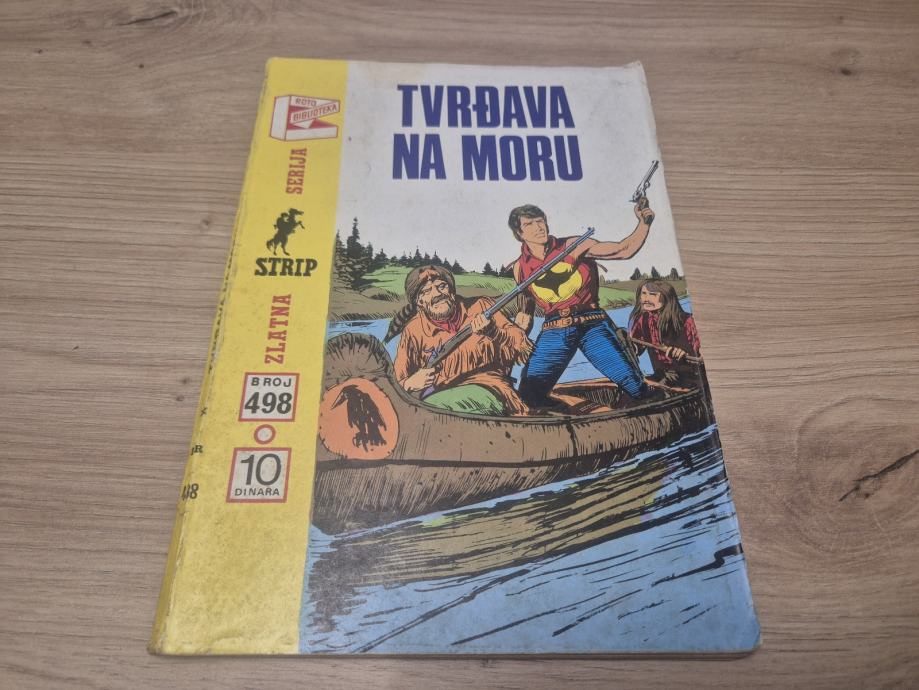 TVRĐAVA
NA MORU
ROTO
BIBLIOTEKA
ZLATNA
STRIP
SERIJA
BROJ
498
10
DINARA